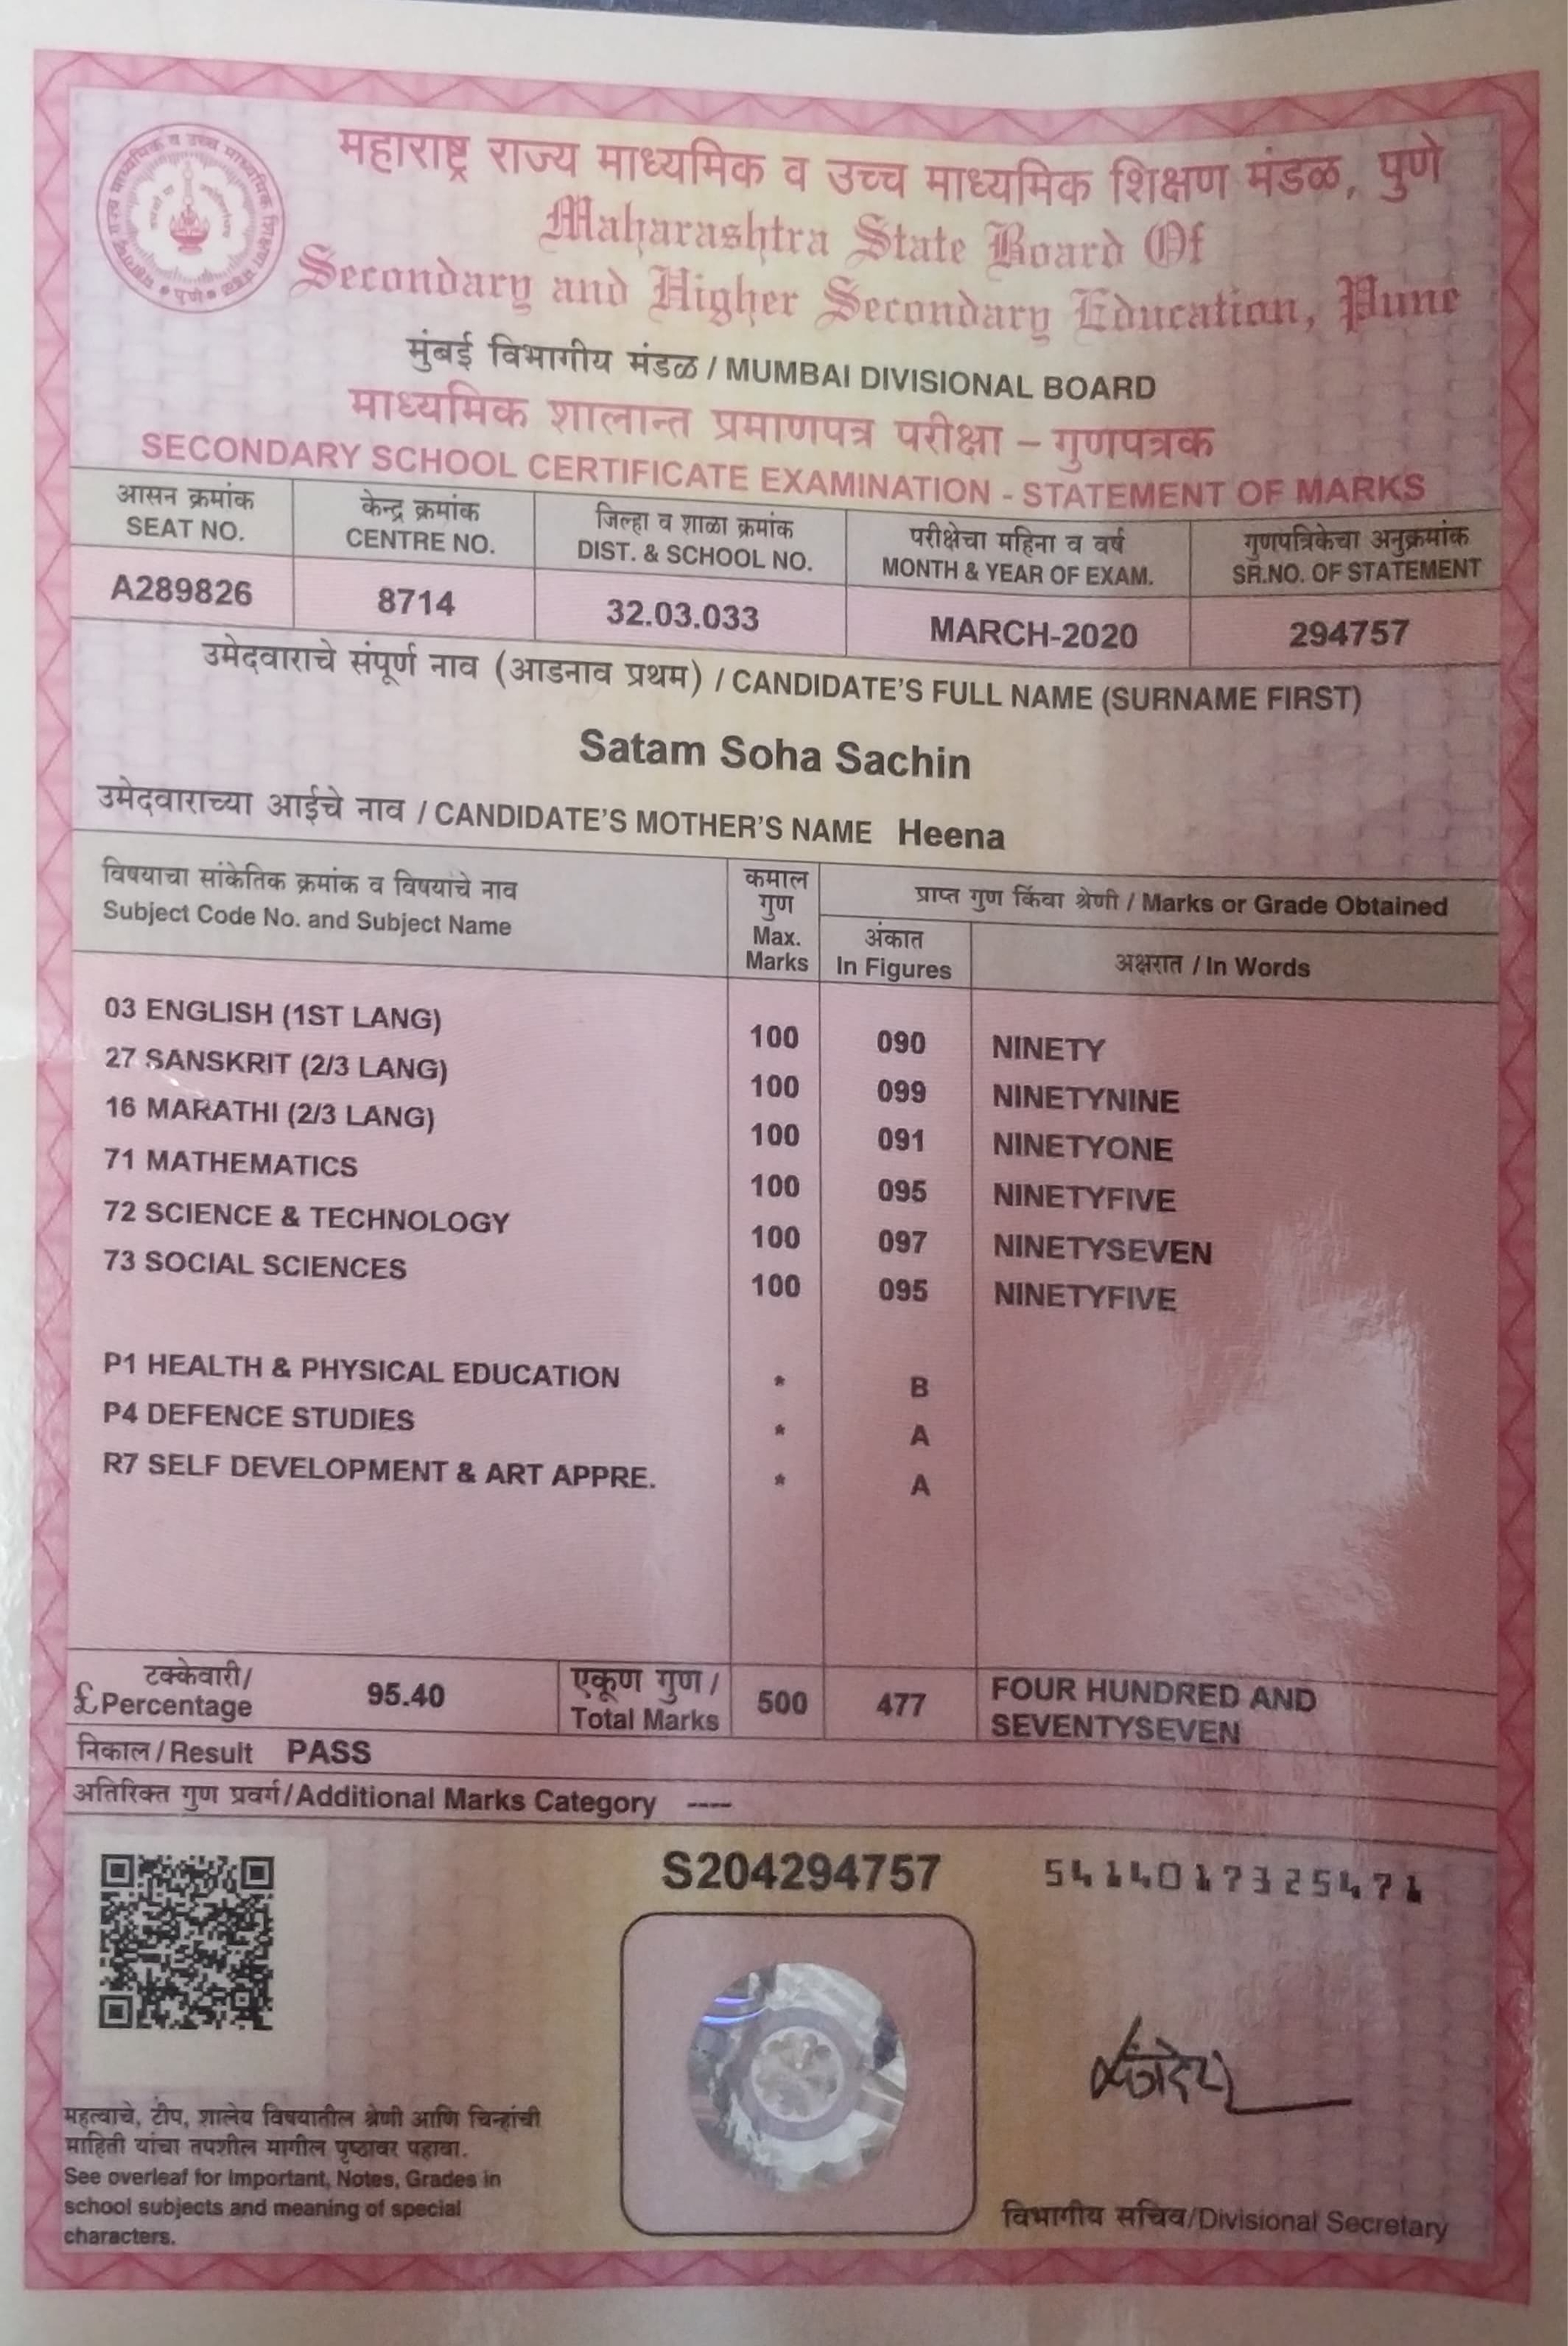 महाराष्ट्र राज्य माध्यमिक व उच्च माध्यमिक शिक्षण मंडळ, पुणे
Maharashtra State Board Of
Secondary and Higher Secondary Education, Pune
मुंबई विभागीय मंडळ / MUMBAI DIVISIONAL BOARD
माध्यमिक शालान्त प्रमाणपत्र परीक्षा – गुणपत्रक
SECONDARY SCHOOL CERTIFICATE EXAMINATION - STATEMENT OF MARKS
आसन क्रमांक केन्द्र क्रमांक जिल्हा व शाळा क्रमांक परीक्षेचा महिना व वर्ष गुणपत्रिकेचा अनुक्रमांक
SEAT NO. CENTRE NO. DIST. & SCHOOL NO. MONTH & YEAR OF EXAM. SR.NO. OF STATEMENT
A289826 8714 32.03.033 MARCH-2020 294757
उमेदवाराचे संपूर्ण नाव (आडनाव प्रथम) / CANDIDATE'S FULL NAME (SURNAME FIRST)
Satam Soha Sachin
उमेदवाराच्या आईचे नाव / CANDIDATE'S MOTHER'S NAME Heena
विषयाचा सांकेतिक क्रमांक व विषयाचे नाव
Subject Code No. and Subject Name
कमाल
गुण
Max.
Marks
प्राप्त गुण किंवा श्रेणी / Marks or Grade Obtained
अंकात
In Figures
अक्षरात / In Words
03 ENGLISH (1ST LANG) 100 090 NINETY
27 SANSKRIT (2/3 LANG) 100 099 NINETYNINE
16 MARATHI (2/3 LANG) 100 091 NINETYONE
71 MATHEMATICS 100 095 NINETYFIVE
72 SCIENCE & TECHNOLOGY 100 097 NINETYSEVEN
73 SOCIAL SCIENCES 100 095 NINETYFIVE
P1 HEALTH & PHYSICAL EDUCATION * B
P4 DEFENCE STUDIES * A
R7 SELF DEVELOPMENT & ART APPRE. * A
टक्केवारी/
£Percentage 95.40
एकूण गुण /
Total Marks 500 477 FOUR HUNDRED AND
SEVENTYSEVEN
निकाल / Result PASS
अतिरिक्त गुण प्रवर्ग/Additional Marks Category ----
S204294757 5414017325471
महत्वाचे, टीप, शालेय विषयातील श्रेणी आणि चिन्हांची
माहिती यांचा तपशील मागील पृष्ठावर पहावा.
See overleaf for Important, Notes, Grades in
school subjects and meaning of special
characters.
विभागीय सचिव/Divisional Secretary